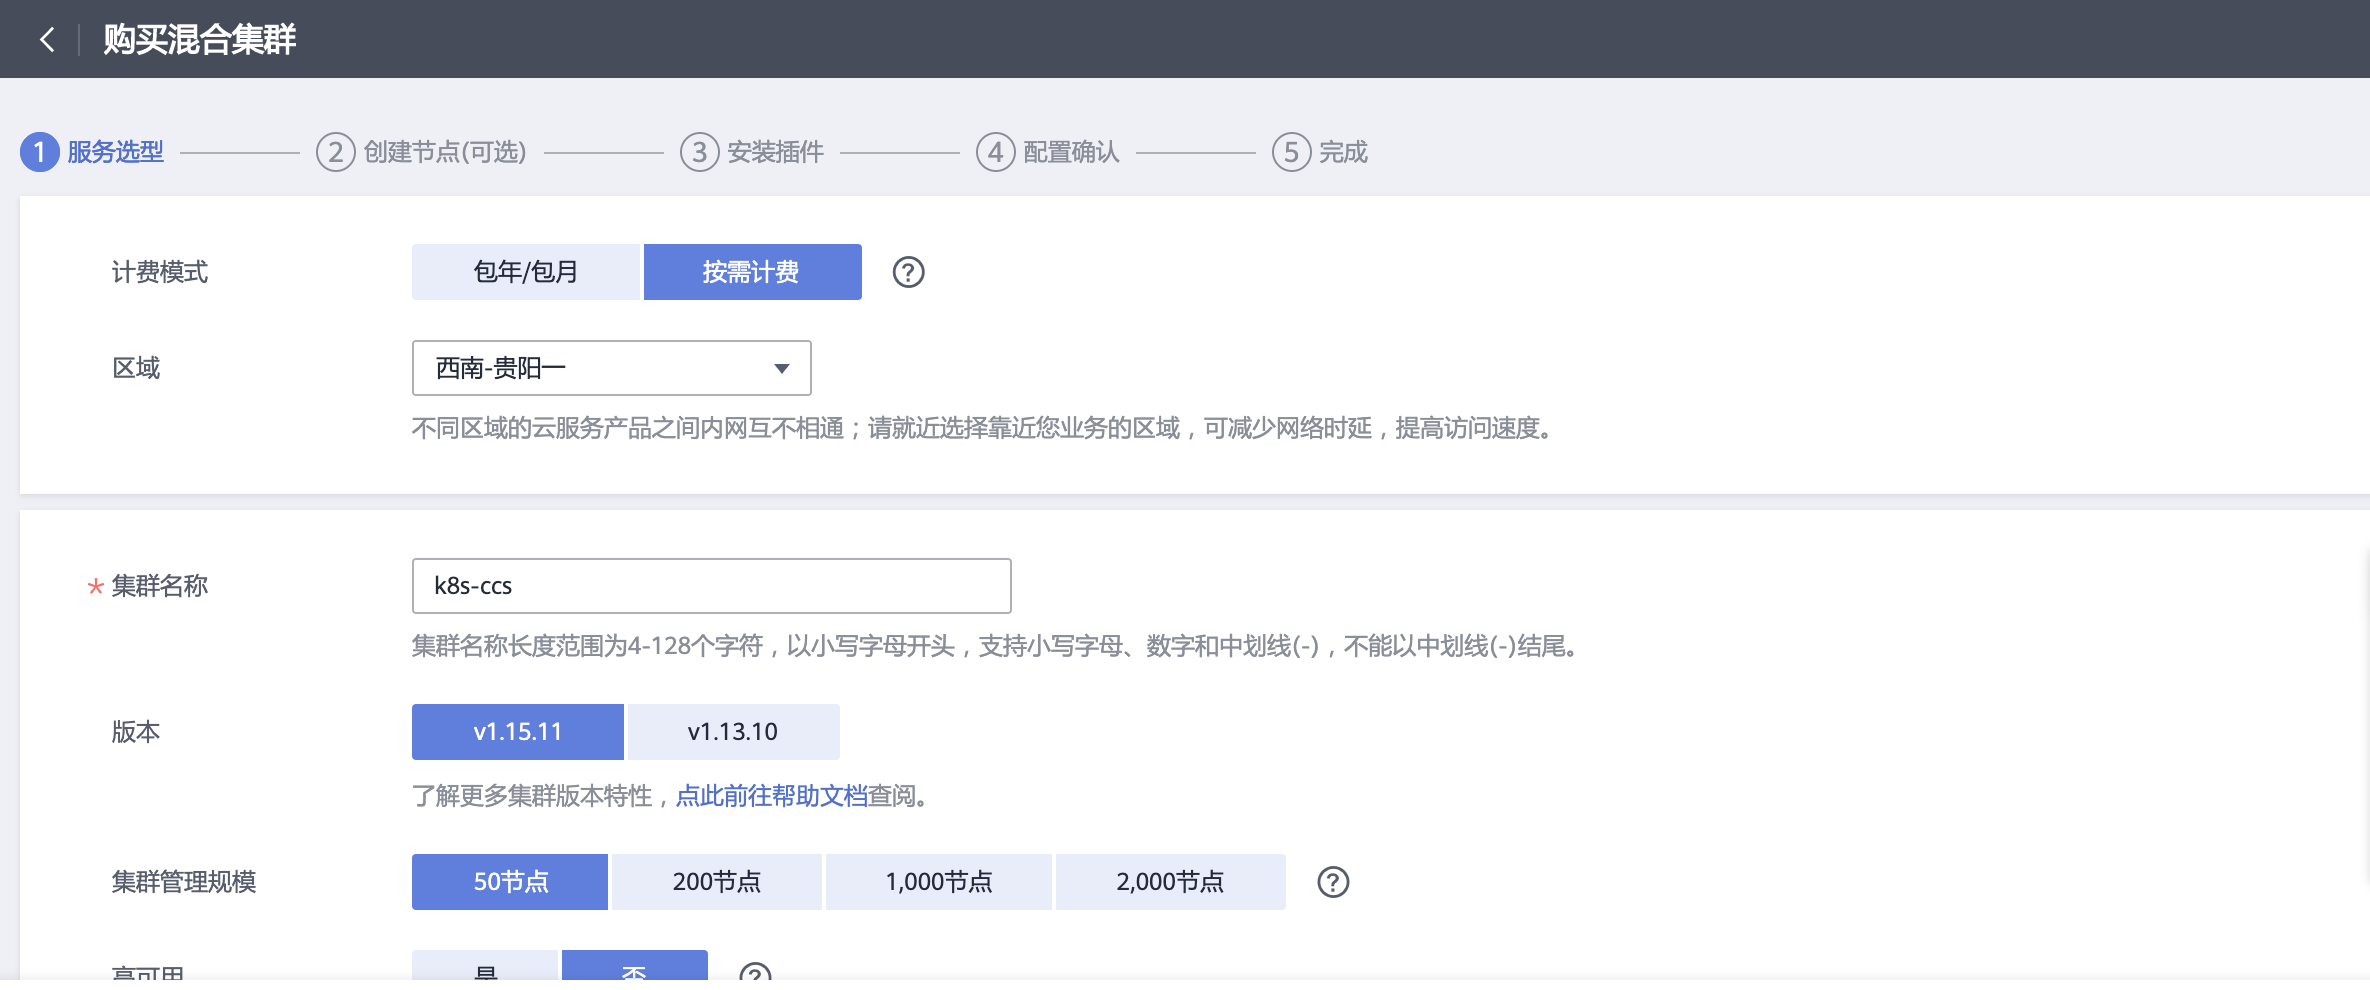 购买混合集群
1 服务选型 2 创建节点(可选) 3 安装插件 4 配置确认 5 完成
计费模式 包年/包月 按需计费 ?
区域 西南-贵阳一
不同区域的云服务产品之间内网互不相通；请就近选择靠近您业务的区域，可减少网络时延，提高访问速度。
* 集群名称 k8s-ccs
集群名称长度范围为4-128个字符，以小写字母开头，支持小写字母、数字和中划线(-)，不能以中划线(-)结尾。
版本 v1.15.11 v1.13.10
了解更多集群版本特性，点此前往帮助文档查阅。
集群管理规模 50节点 200节点 1,000节点 2,000节点 ?
高可用 是 否 ?